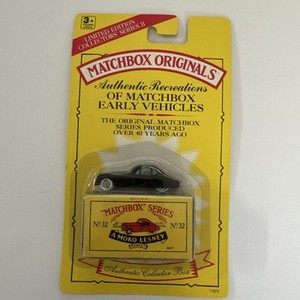 3+
LIMITED EDITION
COLLECTORS SERIES II
MATCHBOX ORIGINALS
Authentic Recreations
OF MATCHBOX
EARLY VEHICLES
THE ORIGINAL MATCHBOX
SERIES PRODUCED
OVER 40 YEARS AGO
"MATCHBOX" SERIES
No. 32
No. 32
A MOKO LESNEY
Authentic Collector Box